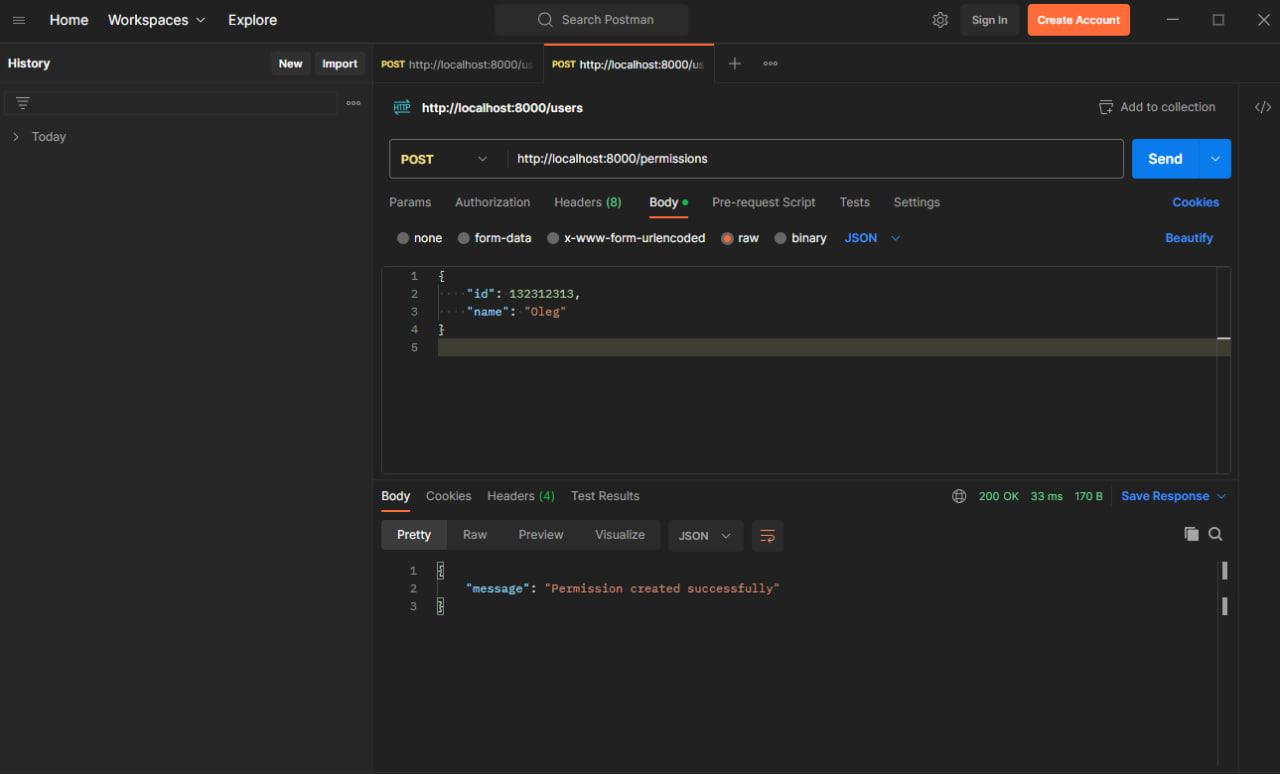 Home Workspaces Explore Search Postman Sign In Create Account
History New Import POST http://localhost:8000/us POST http://localhost:8000/us
HTTP http://localhost:8000/users Add to collection </>
Today
POST http://localhost:8000/permissions Send
Params Authorization Headers (8) Body Pre-request Script Tests Settings Cookies
none form-data x-www-form-urlencoded raw binary JSON Beautify
1 {
2 "id": 132312313,
3 "name": "Oleg"
4 }
5
Body Cookies Headers (4) Test Results 200 OK 33 ms 170 B Save Response
Pretty Raw Preview Visualize JSON
1 {
2 "message": "Permission created successfully"
3 }